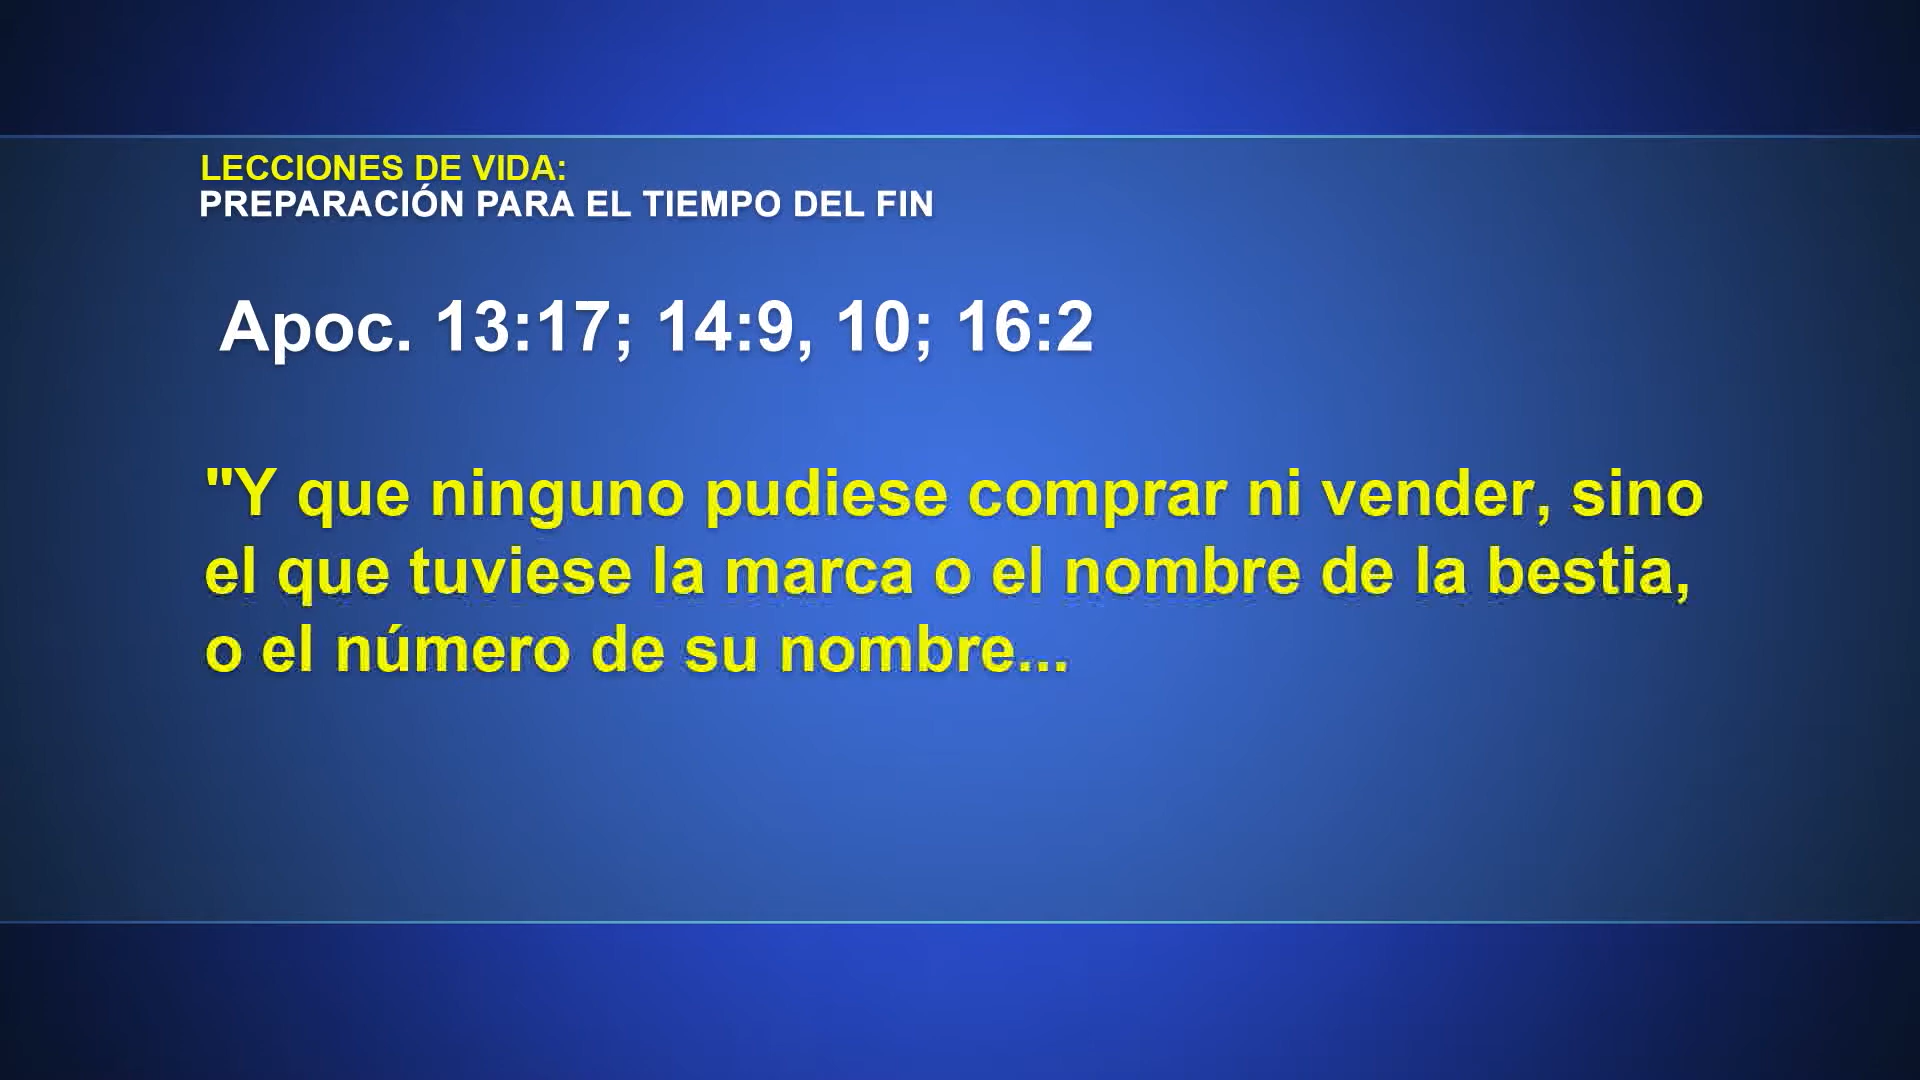 LECCIONES DE VIDA:
PREPARACIÓN PARA EL TIEMPO DEL FIN
Apoc. 13:17; 14:9, 10; 16:2
"Y que ninguno pudiese comprar ni vender, sino
el que tuviese la marca o el nombre de la bestia,
o el número de su nombre...